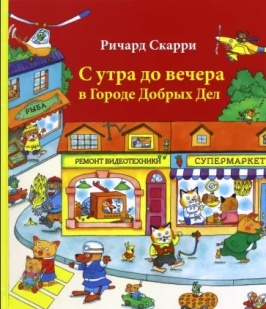 Ричард Скарри
С утра до вечера
в Городе Добрых Дел
РЫБА
РЕМОНТ ВИДЕОТЕХНИКИ
СУПЕРМАРКЕТ